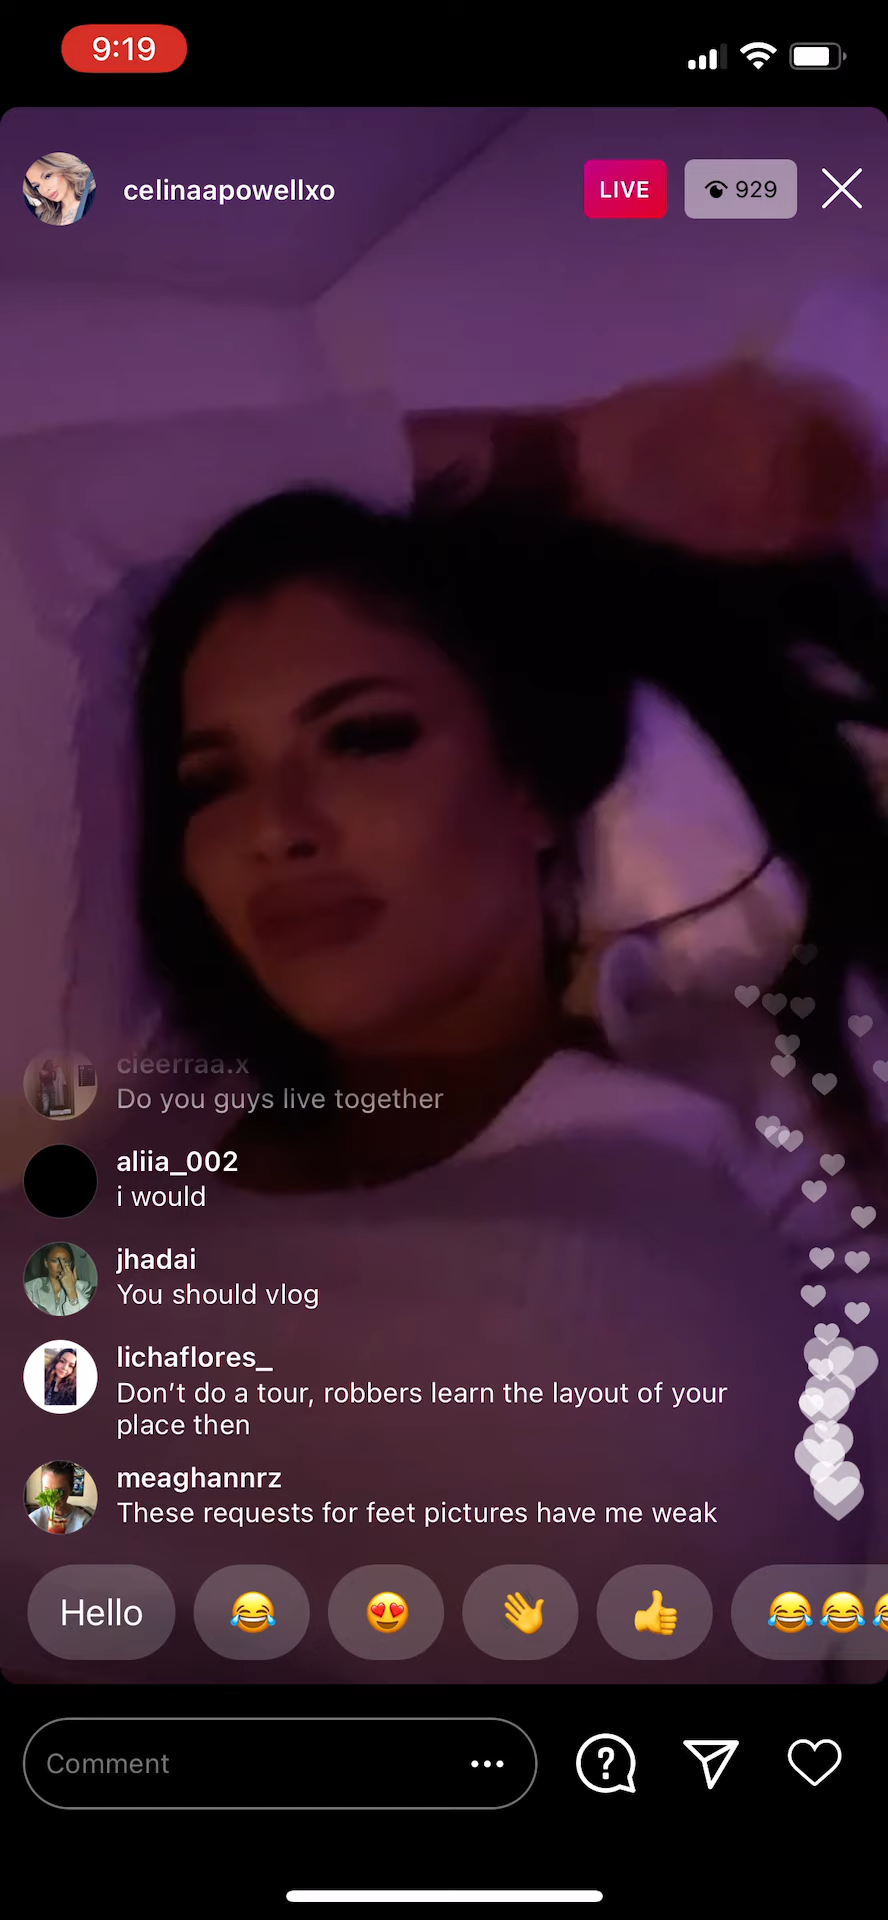 9:19
celinaapowellxo
LIVE
929
cieerraa.x
Do you guys live together
aliia_002
i would
jhadai
You should vlog
lichaflores_
Don’t do a tour, robbers learn the layout of your
place then
meaghannrz
These requests for feet pictures have me weak
Hello
Comment